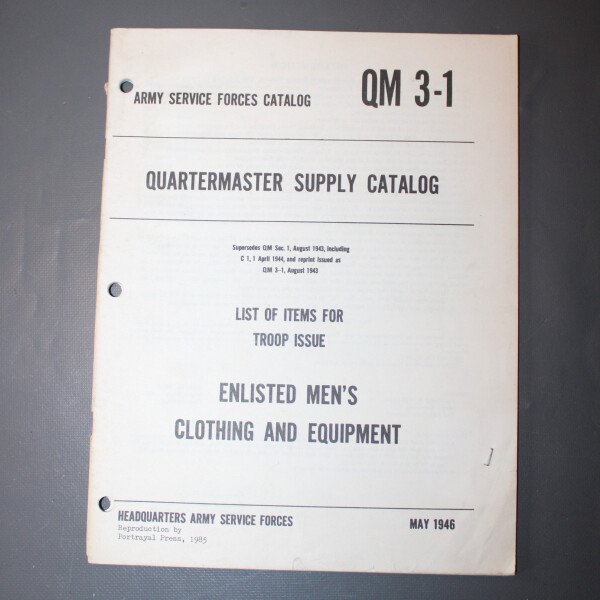 ARMY SERVICE FORCES CATALOG
QM 3-1
QUARTERMASTER SUPPLY CATALOG
Supersedes QM Sec. 1, August 1943, including
C 1, 1 April 1944, and reprint issued as
QM 3-1, August 1943
LIST OF ITEMS FOR
TROOP ISSUE
ENLISTED MEN'S
CLOTHING AND EQUIPMENT
HEADQUARTERS ARMY SERVICE FORCES
MAY 1946
Reproduction by
Portrayal Press, 1985